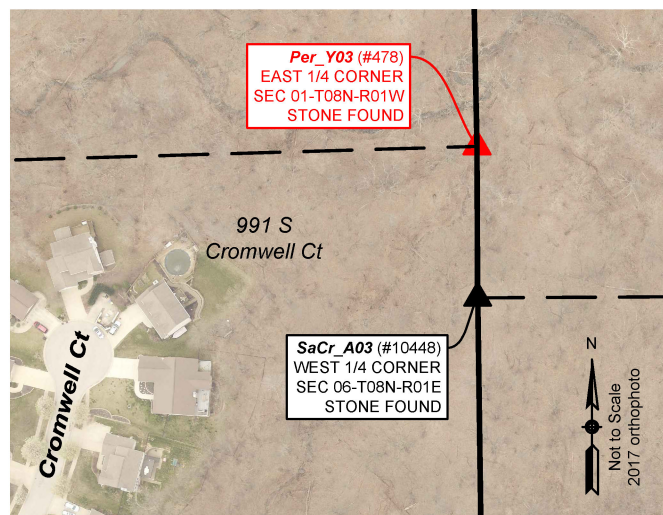 Per_Y03 (#478)
EAST 1/4 CORNER
SEC 01-T08N-R01W
STONE FOUND
991 S
Cromwell Ct
SaCr_A03 (#10448)
WEST 1/4 CORNER
SEC 06-T08N-R01E
STONE FOUND
Cromwell Ct
N
Not to Scale
2017 orthophoto